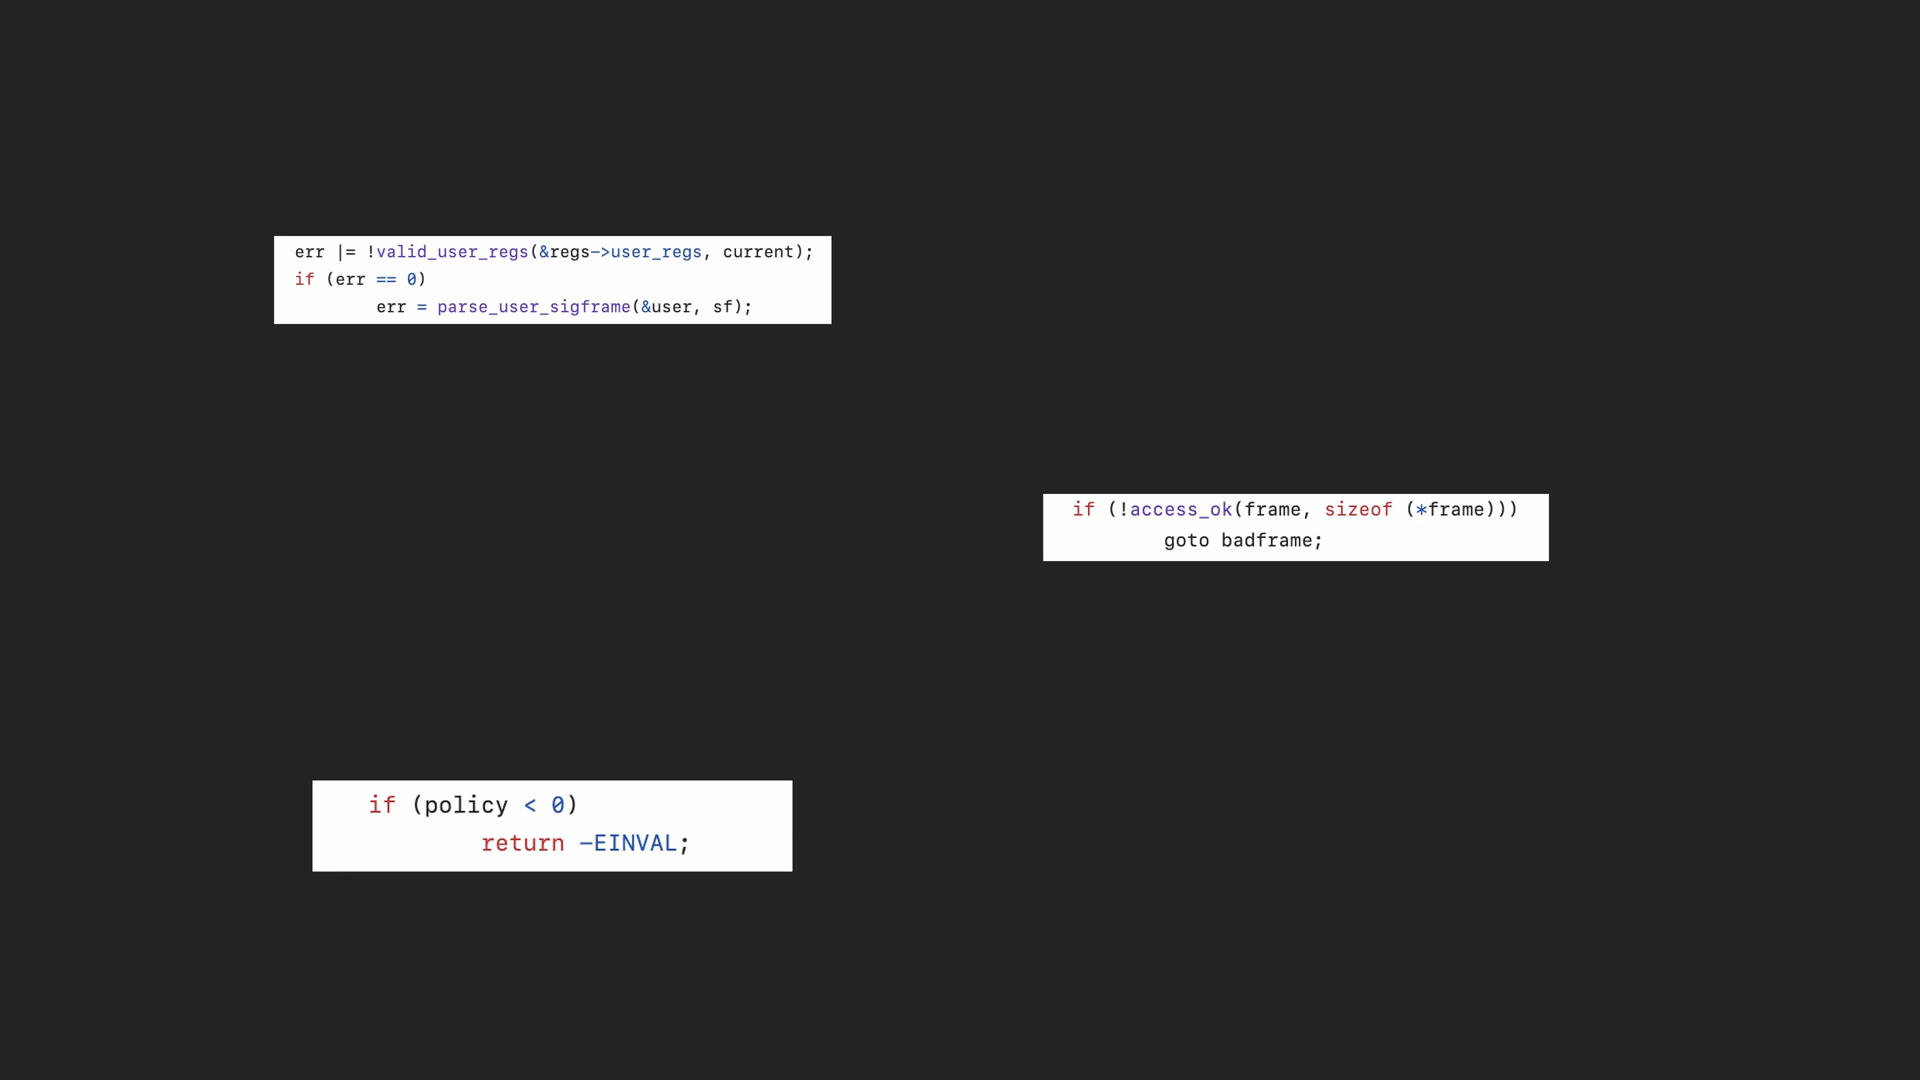 err |= !valid_user_regs(&regs->user_regs, current);
if (err == 0)
err = parse_user_sigframe(&user, sf);
if (!access_ok(frame, sizeof (*frame)))
goto badframe;
if (policy < 0)
return -EINVAL;